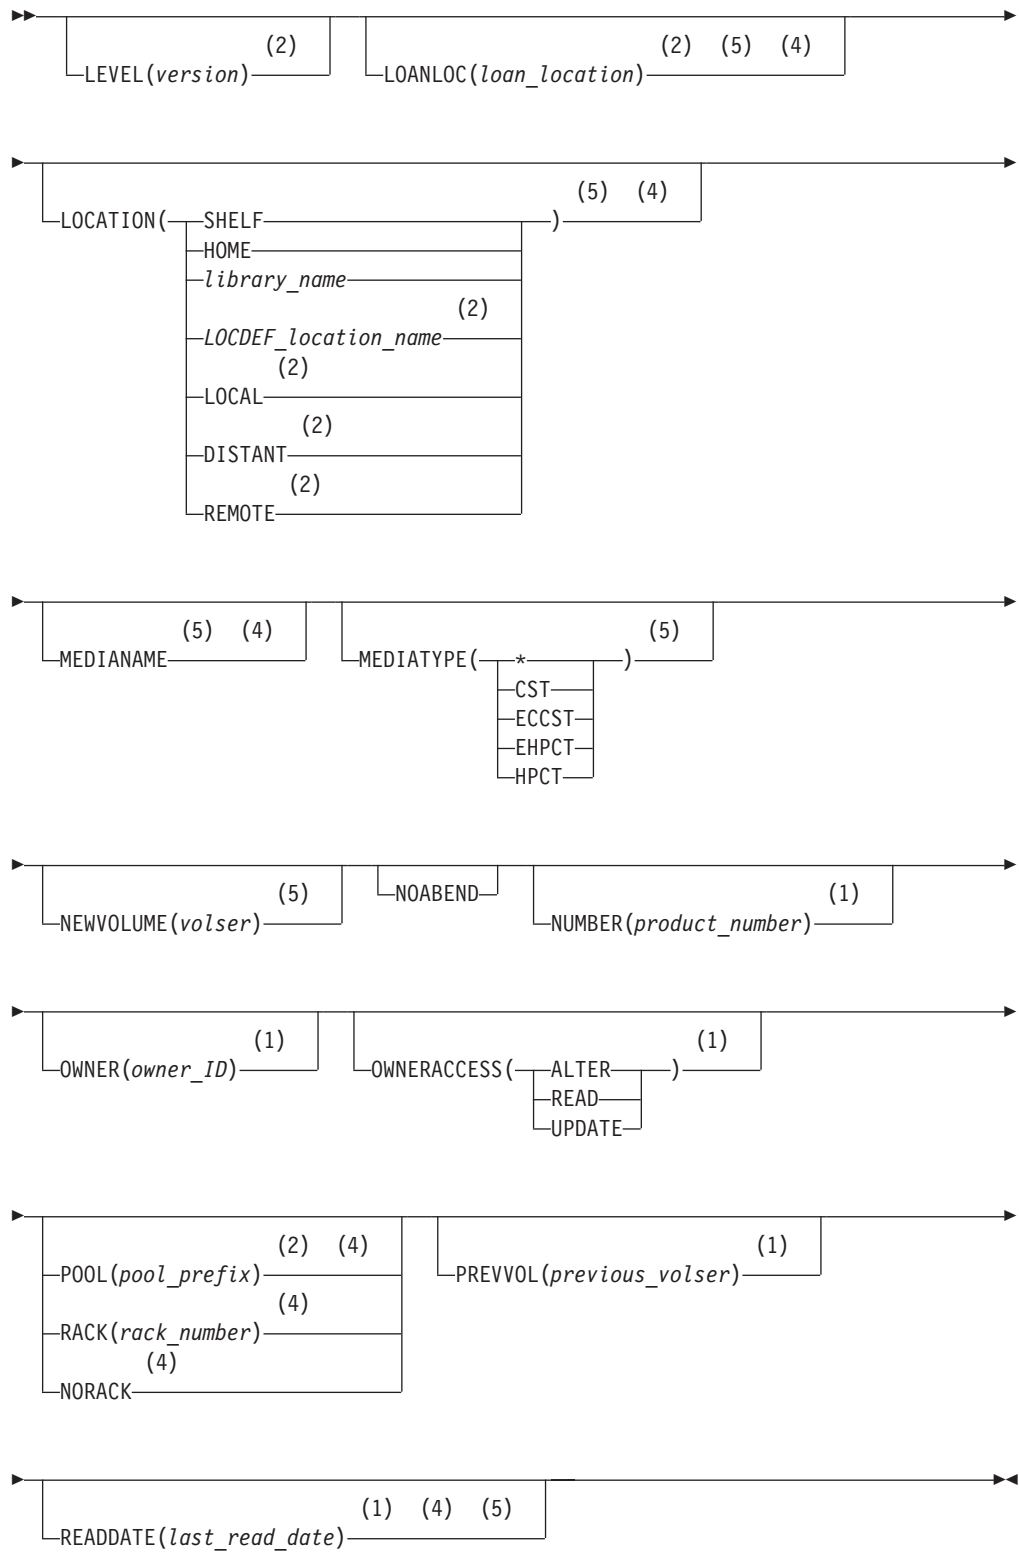 (2) (2) (5) (4)
LEVEL(version) LOANLOC(loan_location)
(5) (4)
LOCATION( SHELF )
HOME
library_name
(2)
LOCDEF_location_name
(2)
LOCAL
(2)
DISTANT
(2)
REMOTE
(5) (4) (5)
MEDIANAME MEDIATYPE( * )
CST
ECCST
EHPCT
HPCT
(5) NOABEND (1)
NEWVOLUME(volser) NUMBER(product_number)
(1) (1)
OWNER(owner_ID) OWNERACCESS( ALTER )
READ
UPDATE
(2) (4) (1)
POOL(pool_prefix) PREVVOL(previous_volser)
(4)
RACK(rack_number)
(4)
NORACK
(1) (4) (5)
READDATE(last_read_date)